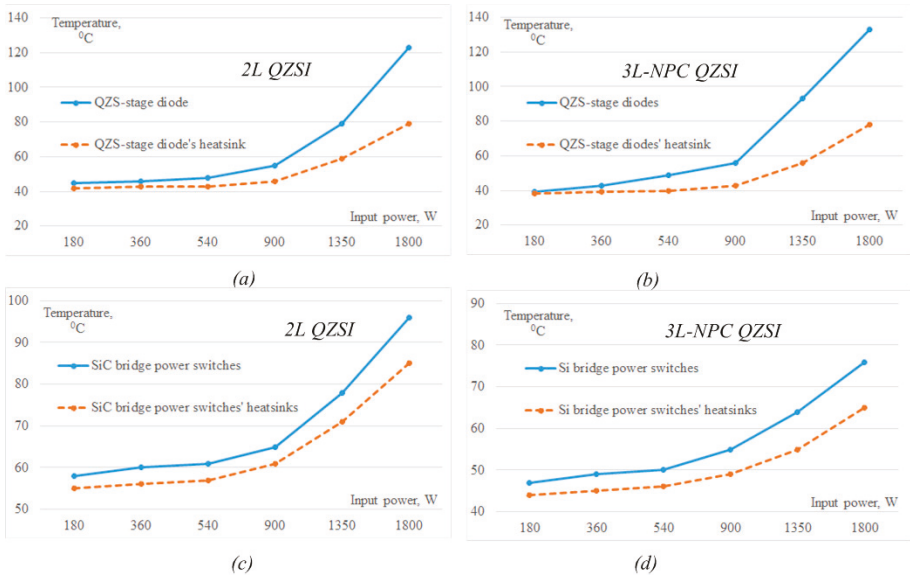 140
Temperature,
⁰C
2L QZSI
120
100
QZS-stage diode
80
QZS-stage diode's heatsink
60
40
Input power, W
20
180 360 540 900 1350 1800
(a)
140
Temperature,
⁰C
3L-NPC QZSI
120
100
QZS-stage diodes
80
QZS-stage diodes' heatsink
60
40
Input power, W
20
180 360 540 900 1350 1800
(b)
100
Temperature,
⁰C
2L QZSI
90
SiC bridge power switches
80
SiC bridge power switches' heatsinks
70
60
Input power, W
50
180 360 540 900 1350 1800
(c)
90
Temperature,
⁰C
3L-NPC QZSI
80
Si bridge power switches
70
Si bridge power switches' heatsinks
60
50
Input power, W
40
180 360 540 900 1350 1800
(d)